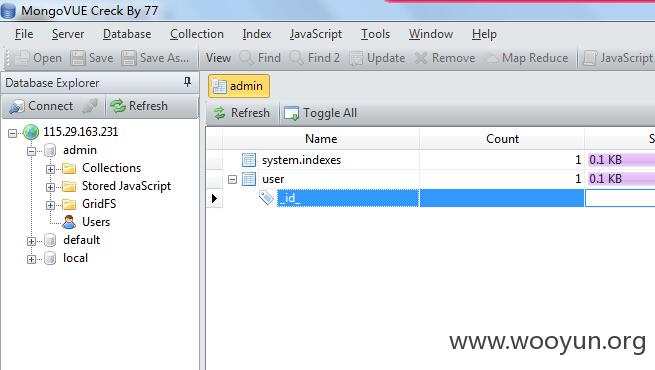 MongoVUE Creck By 77
File Server Database Collection Index JavaScript Tools Window Help
Open Save Save As... View Find Find 2 Update Remove Map Reduce JavaScript
Database Explorer
Connect Refresh
115.29.163.231
admin
Collections
Stored JavaScript
GridFS
Users
default
local
admin
Refresh Toggle All
Name Count S
system.indexes 1 0.1 KB
user 1 0.1 KB
_id_
www.wooyun.org